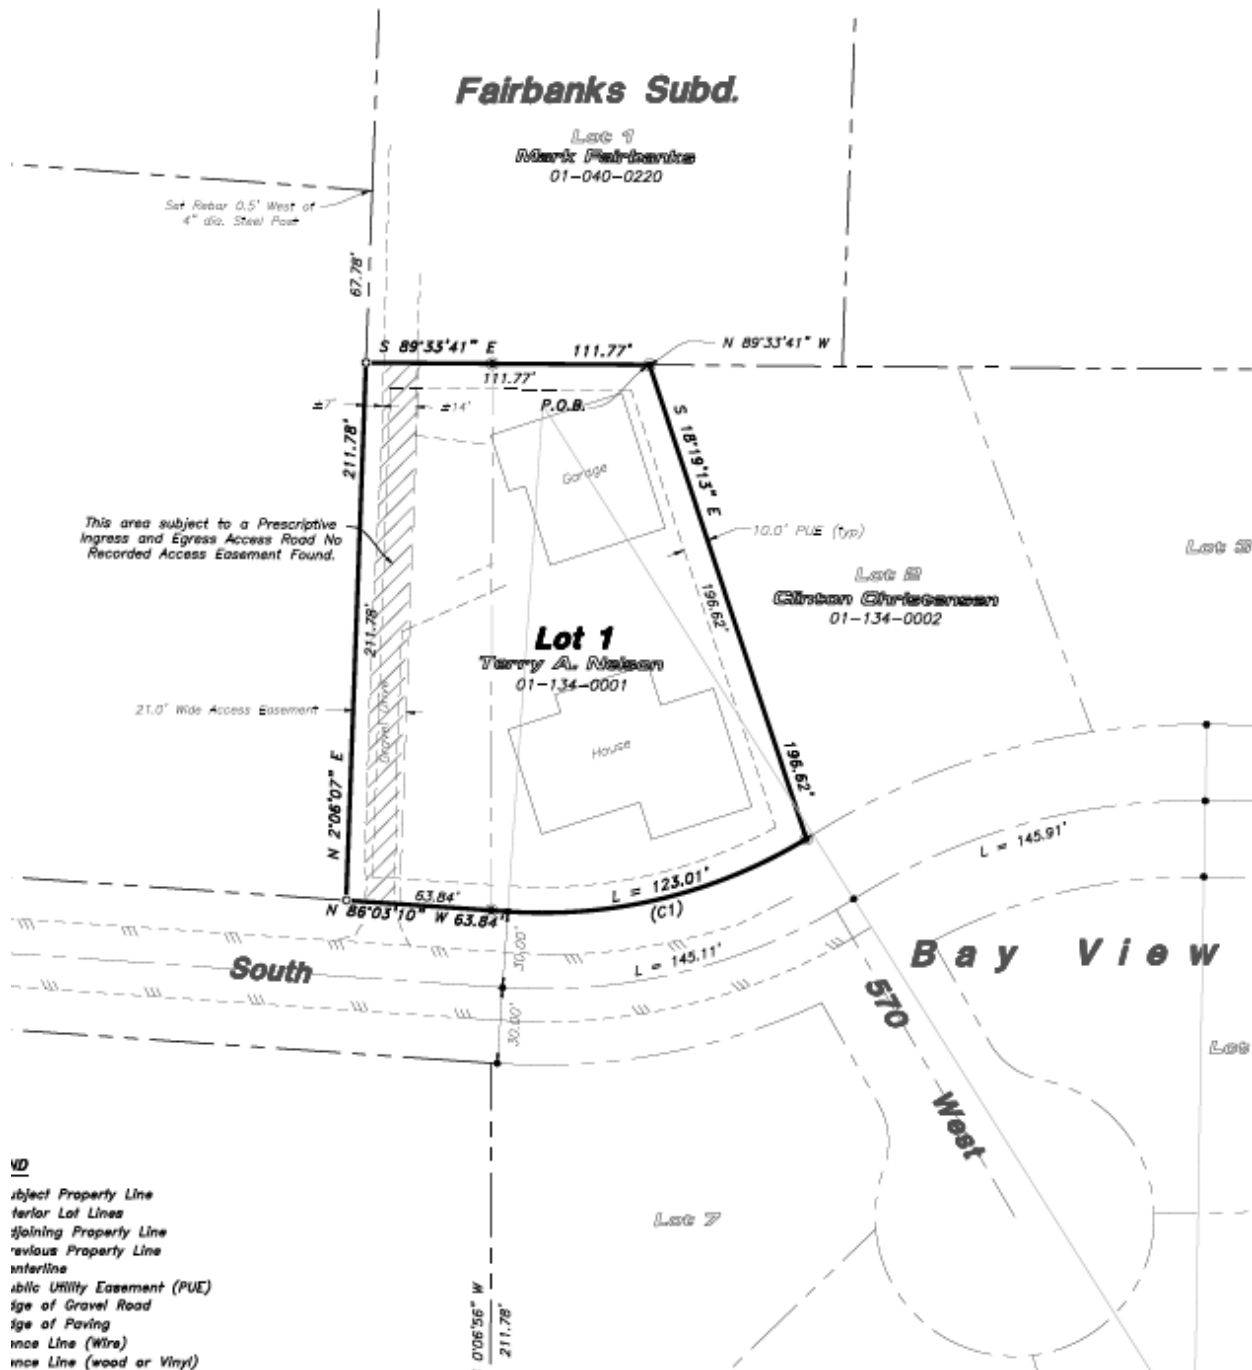 Fairbanks Subd.
Lot 1
Mark Fairbanks
01-040-0220
Set Rebar 0.5' West of
4" dia. Steel Post
67.78'
S 89°33'41" E
111.77'
N 89°33'41" W
111.77'
±7'
±14'
P.O.B.
211.78'
S 18°19'13" E
Garage
This area subject to a Prescriptive
Ingress and Egress Access Road No
Recorded Access Easement Found.
10.0' PUE (typ)
Lot 3
Lot 2
Clinton Christensen
01-134-0002
196.62'
211.78'
Lot 1
Terry A. Nelson
01-134-0001
21.0' Wide Access Easement
Gravel Drive
House
196.62'
N 2°06'07" E
L = 145.91'
63.84'
L = 123.01'
(C1)
N 86°03'10" W 63.84'
30.00'
L = 145.11'
Bay View
South
30.00'
570
West
Lot
Lot 7
ND
ubject Property Line
terior Lot Lines
djoining Property Line
revious Property Line
enterline
ublic Utility Easement (PUE)
dge of Gravel Road
dge of Paving
ence Line (Wire)
ence Line (wood or Vinyl)
0°06'56" W
211.78'